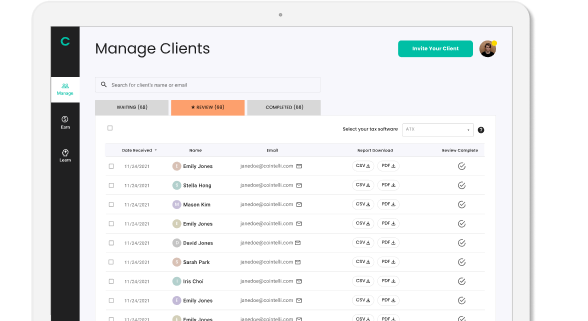 C
Manage Clients
Invite Your Client
Search for client's name or email
Manage
Earn
Learn
WAITING (68)
# REVIEW (98)
COMPLETED (68)
Select your tax software
ATX
?
Date Received
Name
Email
Report Download
Review Complete
11/24/2021 E Emily Jones janedoe@cointelli.com CSV PDF
11/24/2021 E Stella Hong janedoe@cointelli.com CSV PDF
11/24/2021 M Mason Kim janedoe@cointelli.com CSV PDF
11/24/2021 E Emily Jones janedoe@cointelli.com CSV PDF
11/24/2021 D David Jones janedoe@cointelli.com CSV PDF
11/24/2021 S Sarah Park janedoe@cointelli.com CSV PDF
11/24/2021 I Iris Choi janedoe@cointelli.com CSV PDF
11/24/2021 E Emily Jones janedoe@cointelli.com CSV PDF
11/24/2021 Emily Jones janedoe@cointelli.com CSV PDF